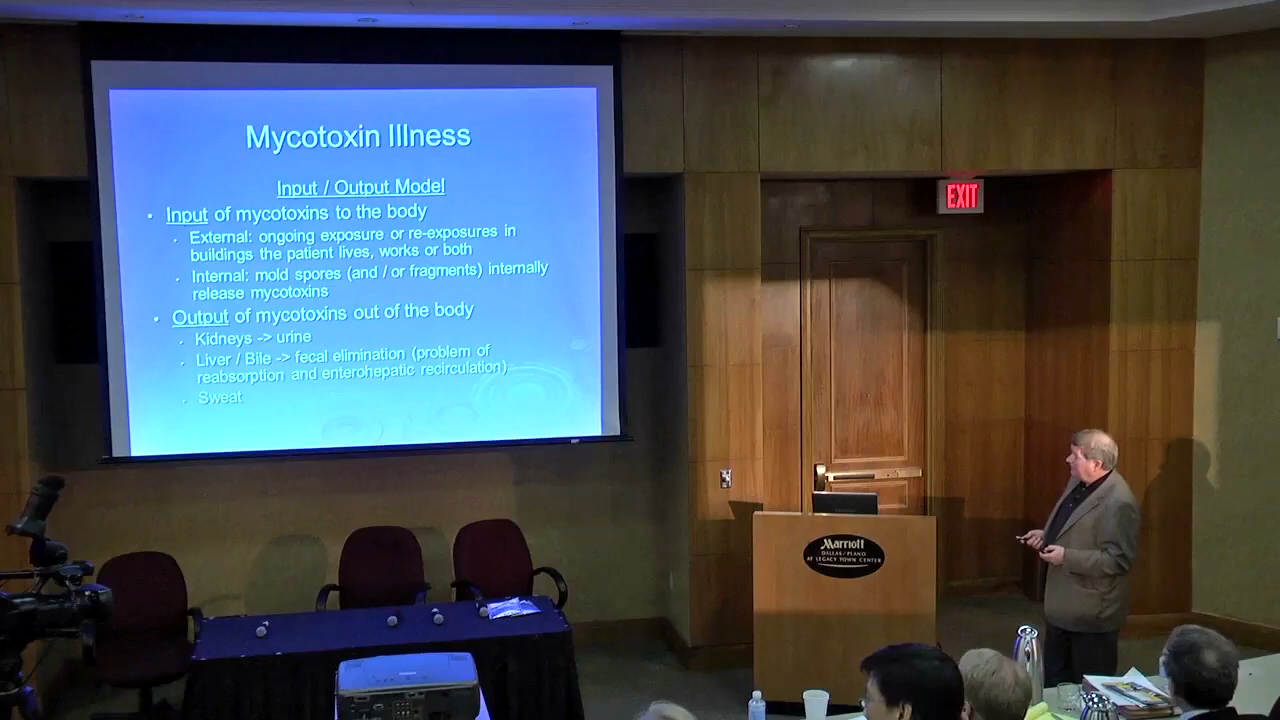 Mycotoxin Illness
Input / Output Model
• Input of mycotoxins to the body
• External: ongoing exposure or re-exposures in
buildings the patient lives, works or both
• Internal: mold spores (and / or fragments) internally
release mycotoxins
• Output of mycotoxins out of the body
• Kidneys -> urine
• Liver / Bile -> fecal elimination (problem of
reabsorption and enterohepatic recirculation)
• Sweat
EXIT
Marriott
DALLAS/PLANO
AT LEGACY TOWN CENTER